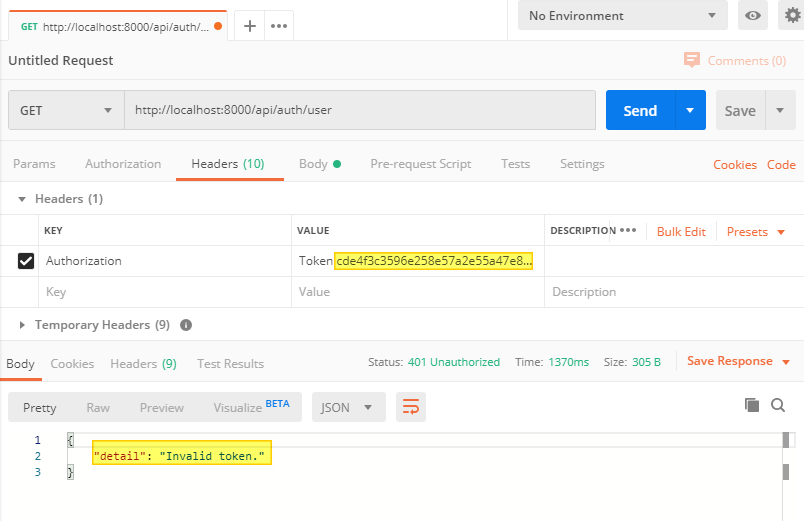 GET http://localhost:8000/api/auth/...
No Environment
Untitled Request
Comments (0)
GET http://localhost:8000/api/auth/user Send Save
Params Authorization Headers (10) Body Pre-request Script Tests Settings Cookies Code
Headers (1)
KEY VALUE DESCRIPTION ••• Bulk Edit Presets
Authorization Token cde4f3c3596e258e57a2e55a47e8...
Key Value Description
Temporary Headers (9)
Body Cookies Headers (9) Test Results Status: 401 Unauthorized Time: 1370ms Size: 305 B Save Response
Pretty Raw Preview Visualize BETA JSON
1 {
2 "detail": "Invalid token."
3 }